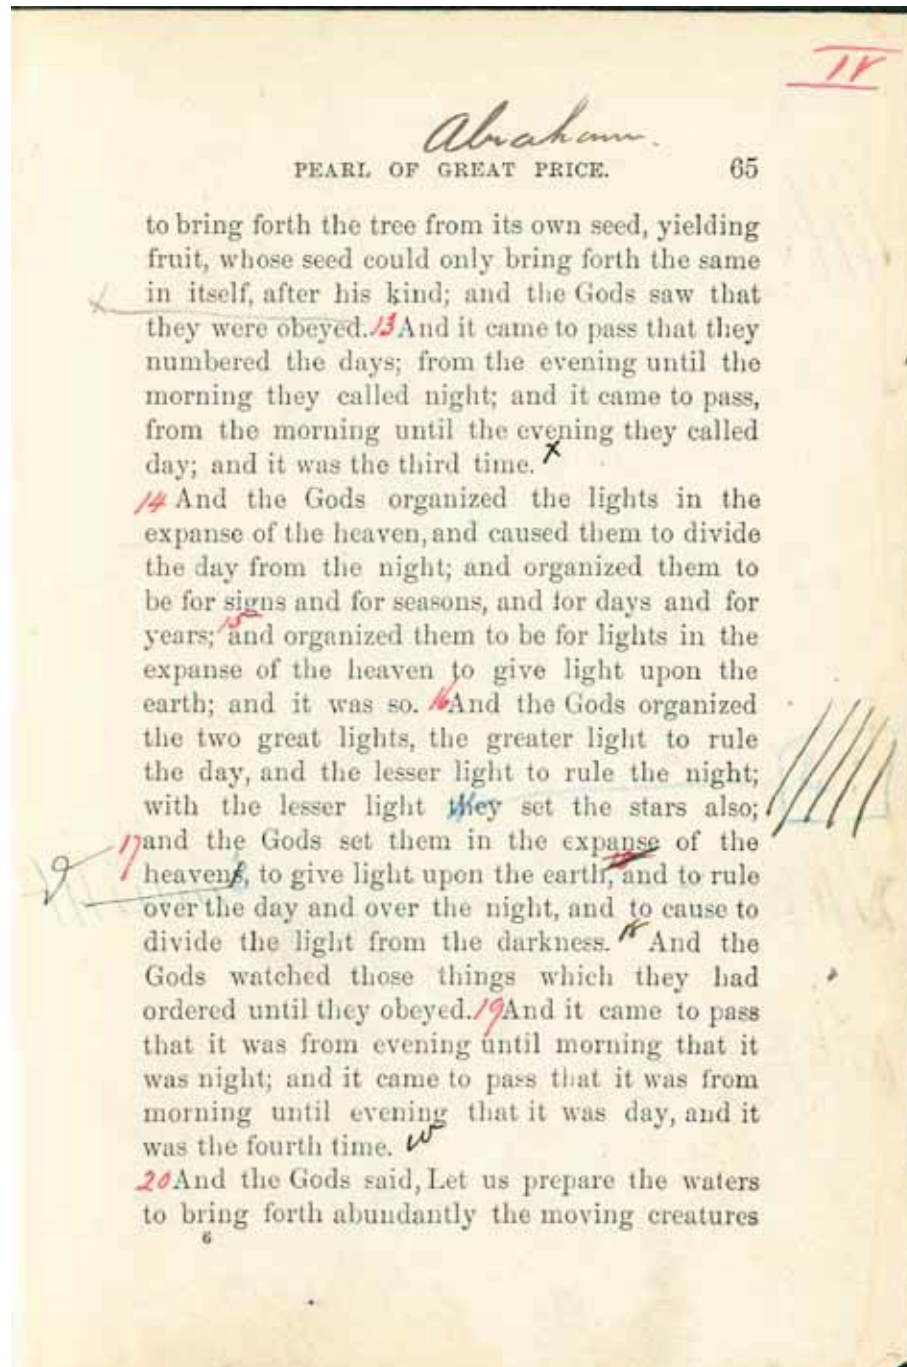 IV
Abraham.
PEARL OF GREAT PRICE. 65
to bring forth the tree from its own seed, yielding
fruit, whose seed could only bring forth the same
in itself, after his kind; and the Gods saw that
they were obeyed. 13 And it came to pass that they
numbered the days; from the evening until the
morning they called night; and it came to pass,
from the morning until the evening they called
day; and it was the third time. x
14 And the Gods organized the lights in the
expanse of the heaven, and caused them to divide
the day from the night; and organized them to
be for signs and for seasons, and for days and for
years; 15 and organized them to be for lights in the
expanse of the heaven to give light upon the
earth; and it was so. 16 And the Gods organized
the two great lights, the greater light to rule
the day, and the lesser light to rule the night;
with the lesser light they set the stars also;
17 and the Gods set them in the expanse of the
heavens, to give light upon the earth, and to rule
over the day and over the night, and to cause to
divide the light from the darkness. 18 And the
Gods watched those things which they had
ordered until they obeyed. 19 And it came to pass
that it was from evening until morning that it
was night; and it came to pass that it was from
morning until evening that it was day, and it
was the fourth time.
20 And the Gods said, Let us prepare the waters
to bring forth abundantly the moving creatures
6